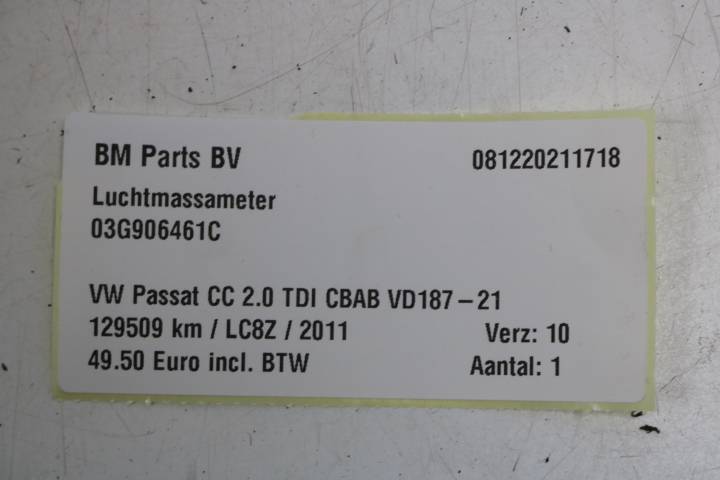 BM Parts BV 081220211718
Luchtmassameter
03G906461C
VW Passat CC 2.0 TDI CBAB VD187-21
129509 km / LC8Z / 2011 Verz: 10
49.50 Euro incl. BTW Aantal: 1